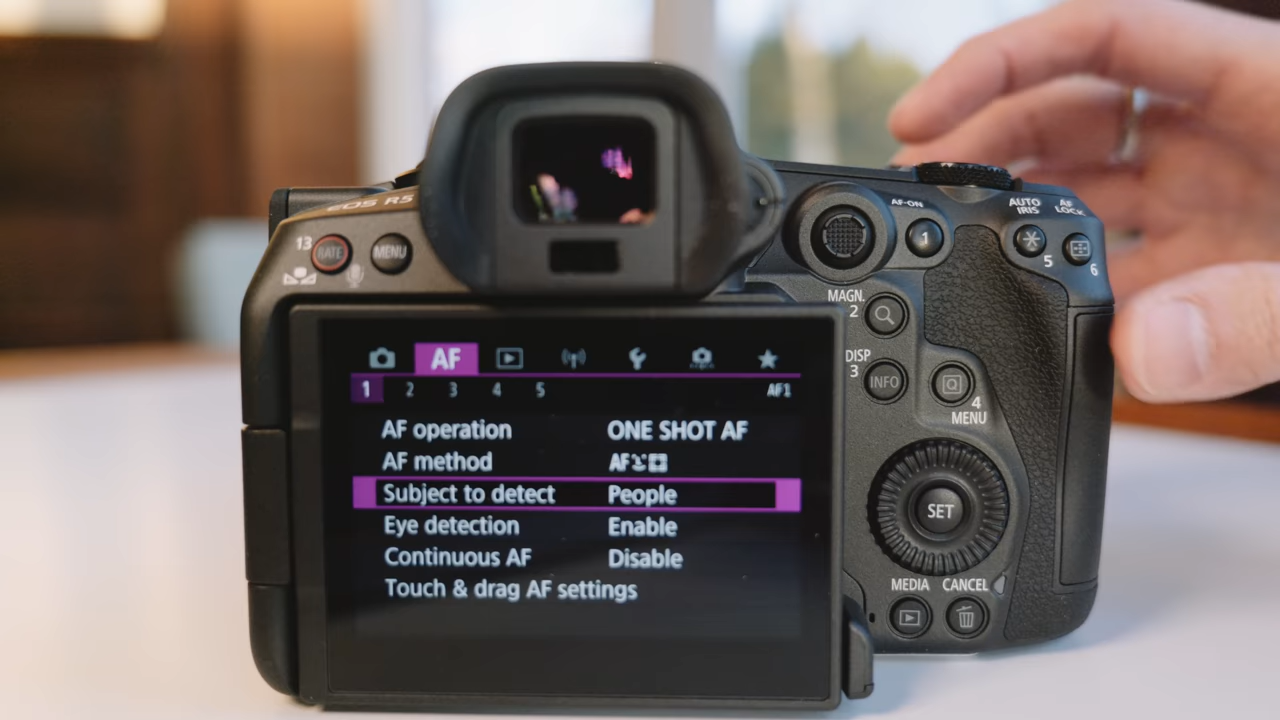 EOS R5
AF-ON
AUTO IRIS
AF LOCK
13
RATE
MENU
1
5
6
MAGN.
2
AF
1 2 3 4 5 AF1
DISP
3
INFO
Q
4
MENU
AF operation ONE SHOT AF
AF method AF
Subject to detect People
Eye detection Enable
Continuous AF Disable
Touch & drag AF settings
SET
MEDIA CANCEL